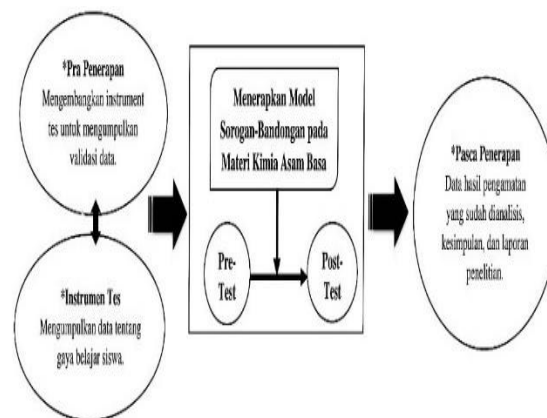 *Pra Penerapan
Mengembangkan instrument
tes untuk mengumpulkan
validasi data.
*Instrumen Tes
Mengumpulkan data tentang
gaya belajar siswa.
Menerapkan Model
Sorogan-Bandongan pada
Materi Kimia Asam Basa
Pre-
Test
Post-
Test
*Pasca Penerapan
Data hasil pengamatan
yang sudah dianalisis,
kesimpulan, dan laporan
penelitian.